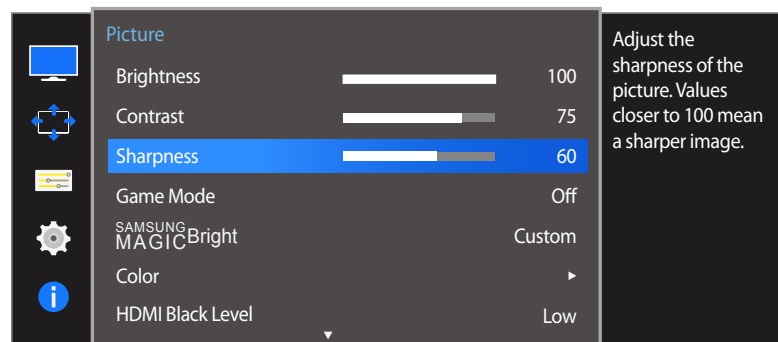 Picture
Brightness 100
Contrast 75
Sharpness 60
Game Mode Off
SAMSUNG
MAGICBright Custom
Color
HDMI Black Level Low
Adjust the
sharpness of the
picture. Values
closer to 100 mean
a sharper image.